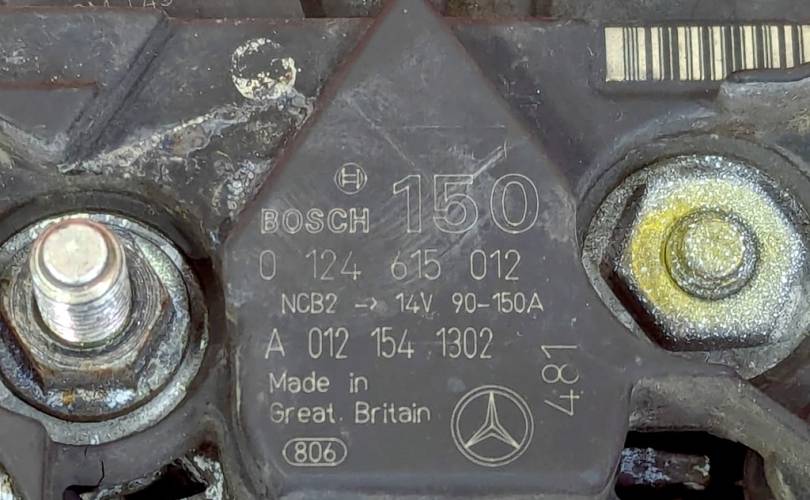 BOSCH 150
0 124 615 012
NCB2 -> 14V 90-150A
A 012 154 1302
Made in
Great. Britain
806
481